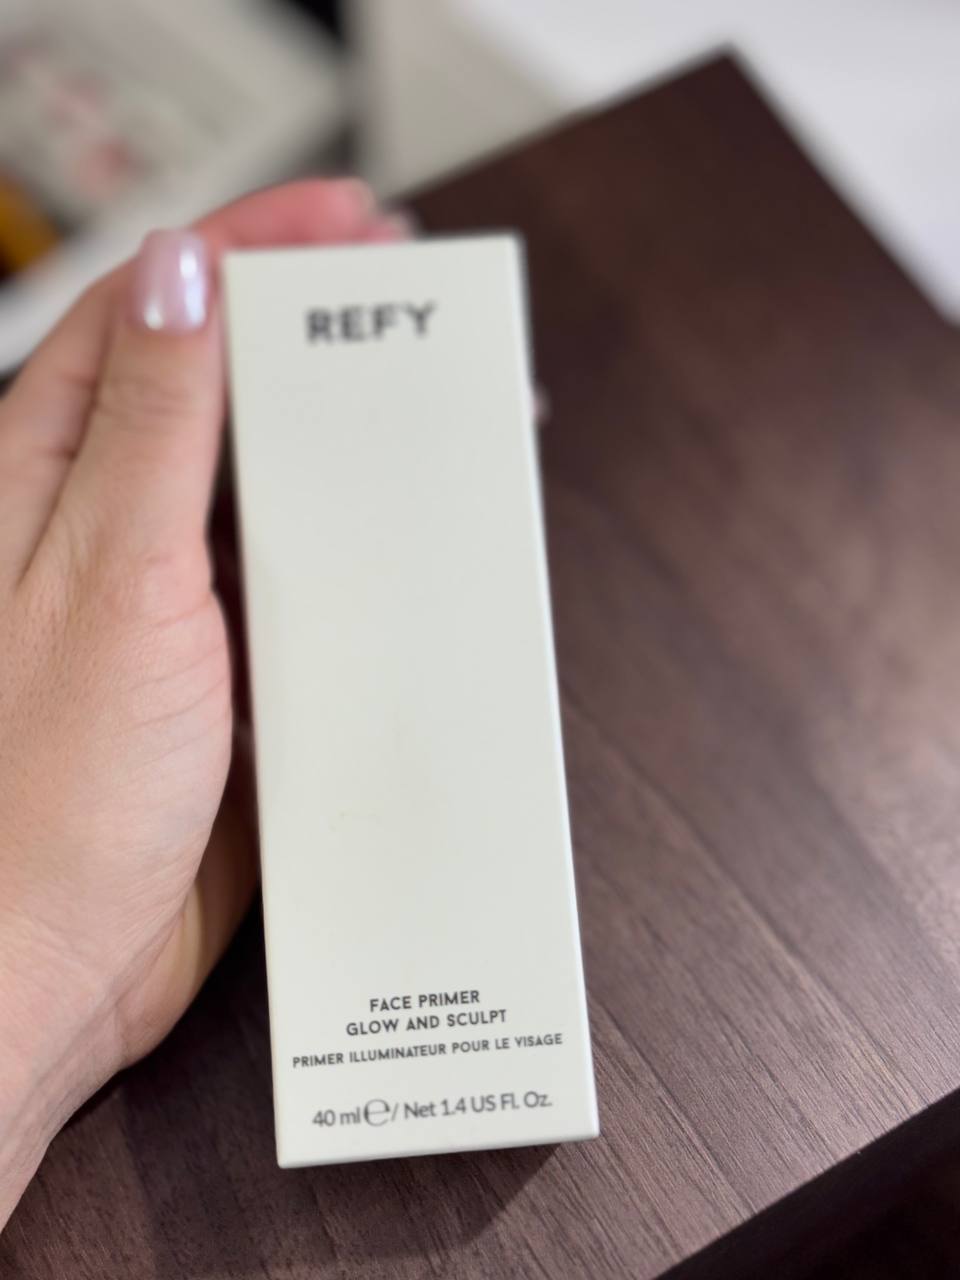 REFY
FACE PRIMER
GLOW AND SCULPT
PRIMER ILLUMINATEUR POUR LE VISAGE
40 ml ℮ / Net 1.4 US Fl. Oz.